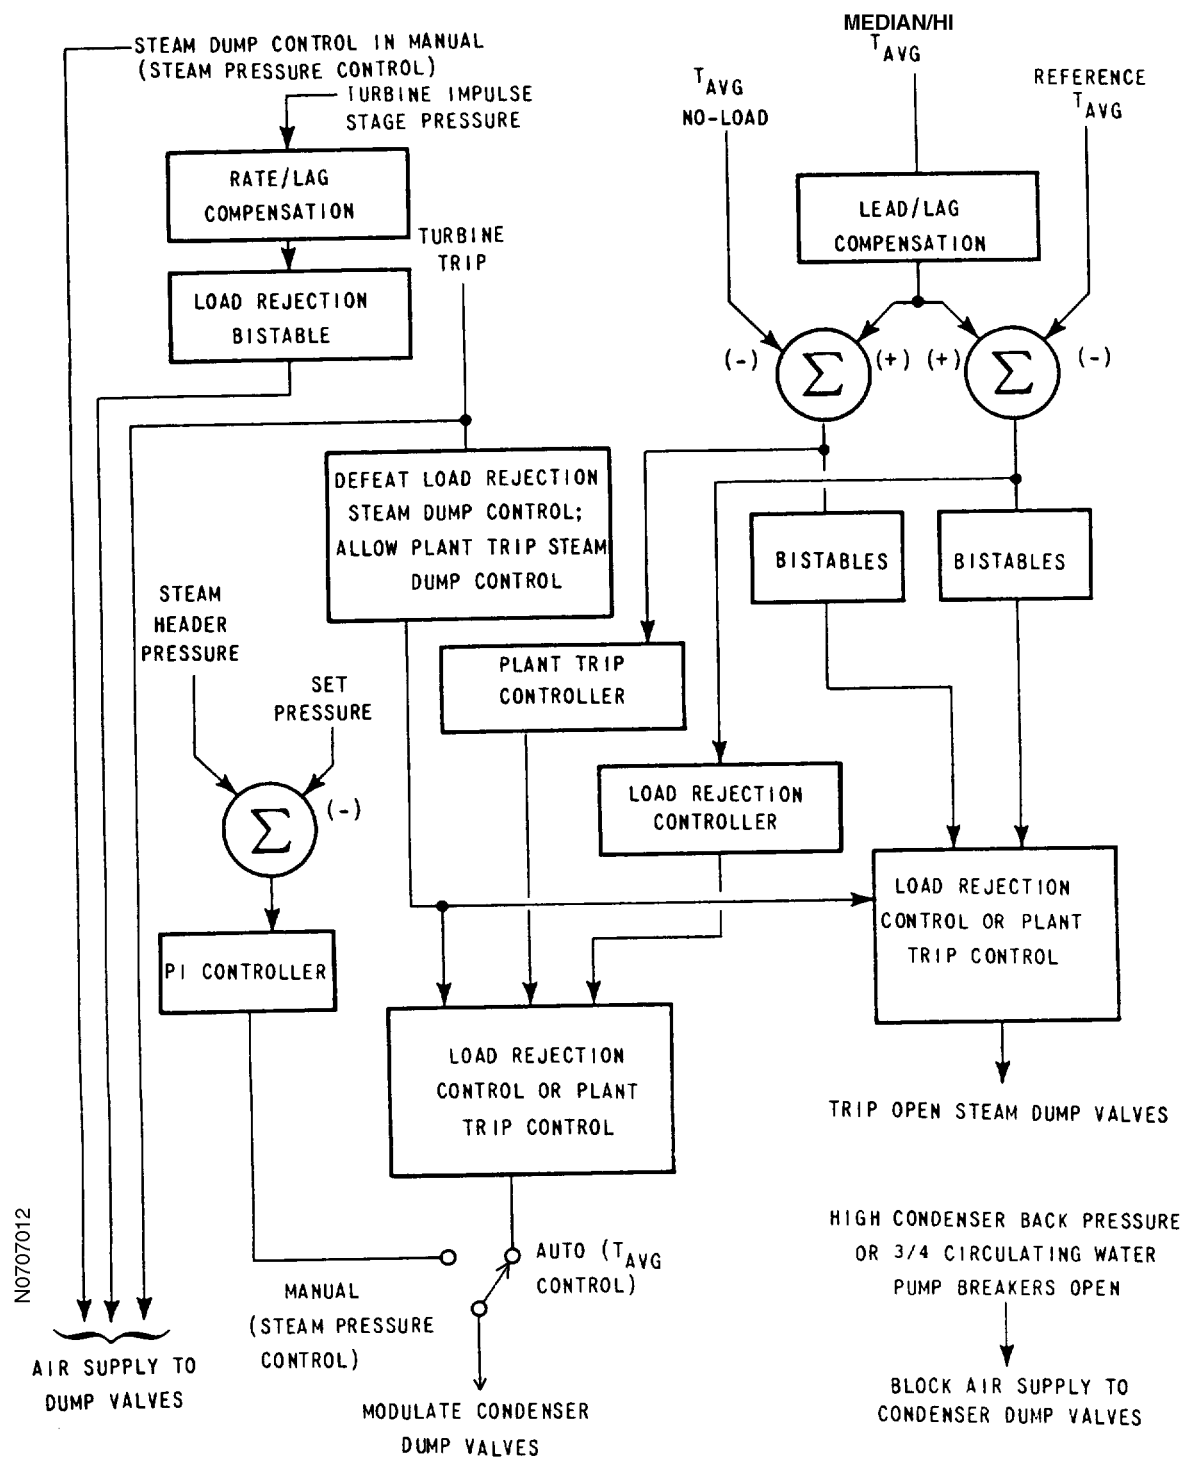 STEAM DUMP CONTROL IN MANUAL
(STEAM PRESSURE CONTROL)
TURBINE IMPULSE
STAGE PRESSURE
RATE/LAG
COMPENSATION
LOAD REJECTION
BISTABLE
TURBINE
TRIP
MEDIAN/HI
TAVG
TAVG
NO-LOAD
REFERENCE
TAVG
LEAD/LAG
COMPENSATION
(-) Σ (+) (+) Σ (-)
DEFEAT LOAD REJECTION
STEAM DUMP CONTROL;
ALLOW PLANT TRIP STEAM
DUMP CONTROL
BISTABLES
BISTABLES
STEAM
HEADER
PRESSURE
SET
PRESSURE
Σ (-)
PLANT TRIP
CONTROLLER
LOAD REJECTION
CONTROLLER
LOAD REJECTION
CONTROL OR PLANT
TRIP CONTROL
PI CONTROLLER
LOAD REJECTION
CONTROL OR PLANT
TRIP CONTROL
TRIP OPEN STEAM DUMP VALVES
HIGH CONDENSER BACK PRESSURE
OR 3/4 CIRCULATING WATER
PUMP BREAKERS OPEN
AUTO (TAVG
CONTROL)
MANUAL
(STEAM PRESSURE
CONTROL)
N0707012
AIR SUPPLY TO
DUMP VALVES
MODULATE CONDENSER
DUMP VALVES
BLOCK AIR SUPPLY TO
CONDENSER DUMP VALVES